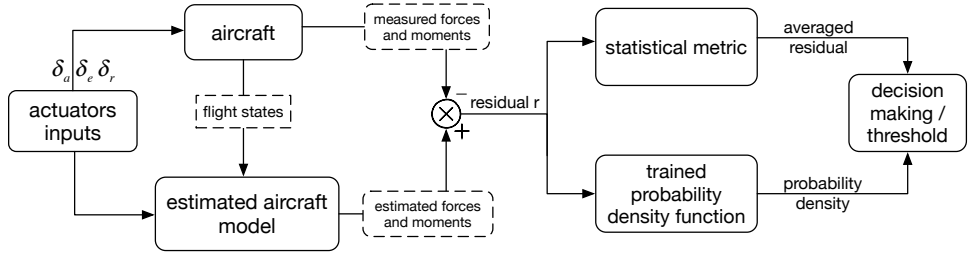 δₐ δₑ δᵣ
actuators
inputs
aircraft
flight states
estimated aircraft
model
measured forces
and moments
estimated forces
and moments
−
+
residual r
statistical metric
trained
probability
density function
averaged
residual
probability
density
decision
making /
threshold